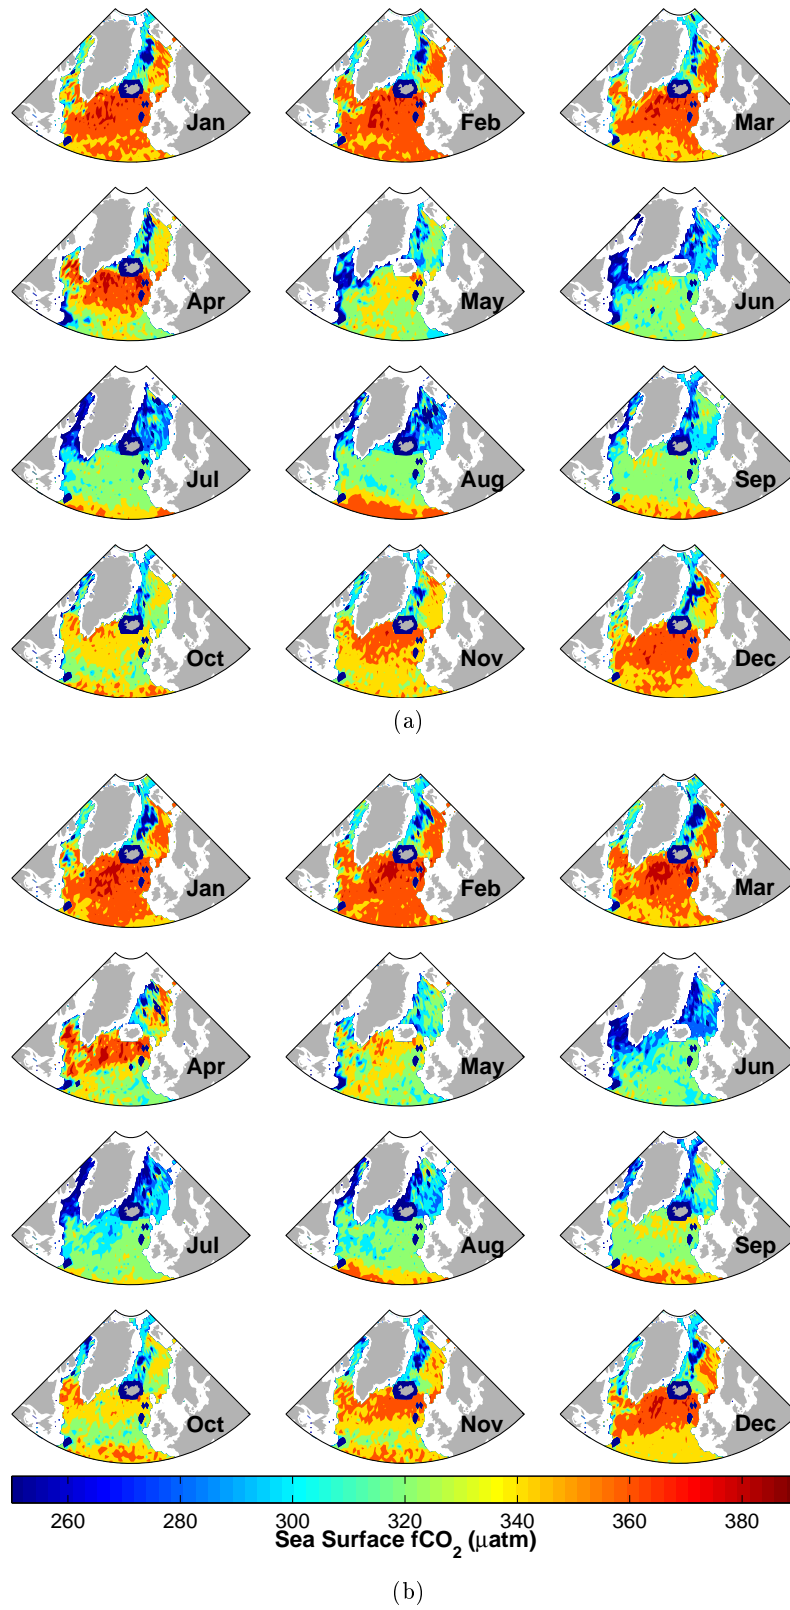 Jan Feb Mar
Apr May Jun
Jul Aug Sep
Oct Nov Dec
(a)
Jan Feb Mar
Apr May Jun
Jul Aug Sep
Oct Nov Dec
260 280 300 320 340 360 380
Sea Surface fCO₂ (µatm)
(b)